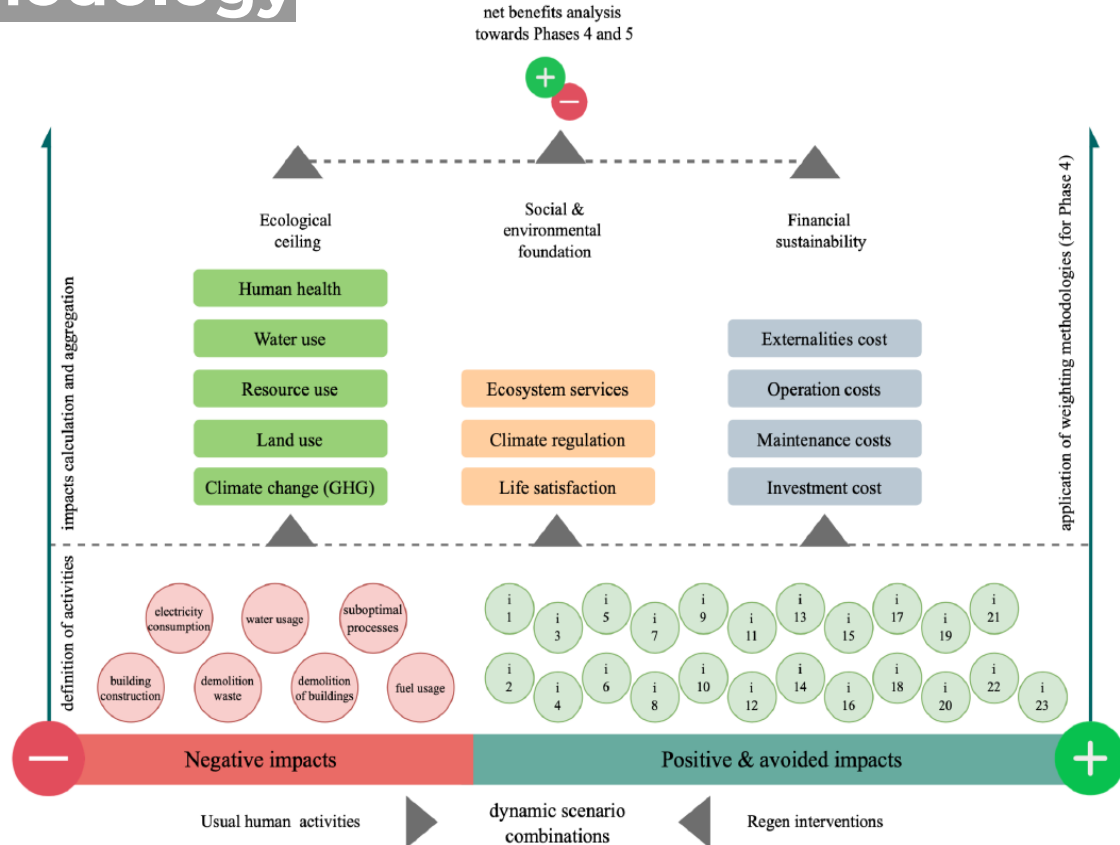 nodology
net benefits analysis
towards Phases 4 and 5
+
−
Ecological
ceiling
Social &
environmental
foundation
Financial
sustainability
impacts calculation and aggregation
application of weighting methodologies (for Phase 4)
Human health
Water use
Resource use
Land use
Climate change (GHG)
Ecosystem services
Climate regulation
Life satisfaction
Externalities cost
Operation costs
Maintenance costs
Investment cost
definition of activities
electricity
consumption
water usage
suboptimal
processes
building
construction
demolition
waste
demolition
of buildings
fuel usage
i
1
i
3
i
5
i
7
i
9
i
11
i
13
i
15
i
17
i
19
i
21
i
2
i
4
i
6
i
8
i
10
i
12
i
14
i
16
i
18
i
20
i
22
i
23
−
Negative impacts
Positive & avoided impacts
+
Usual human activities
dynamic scenario
combinations
Regen interventions